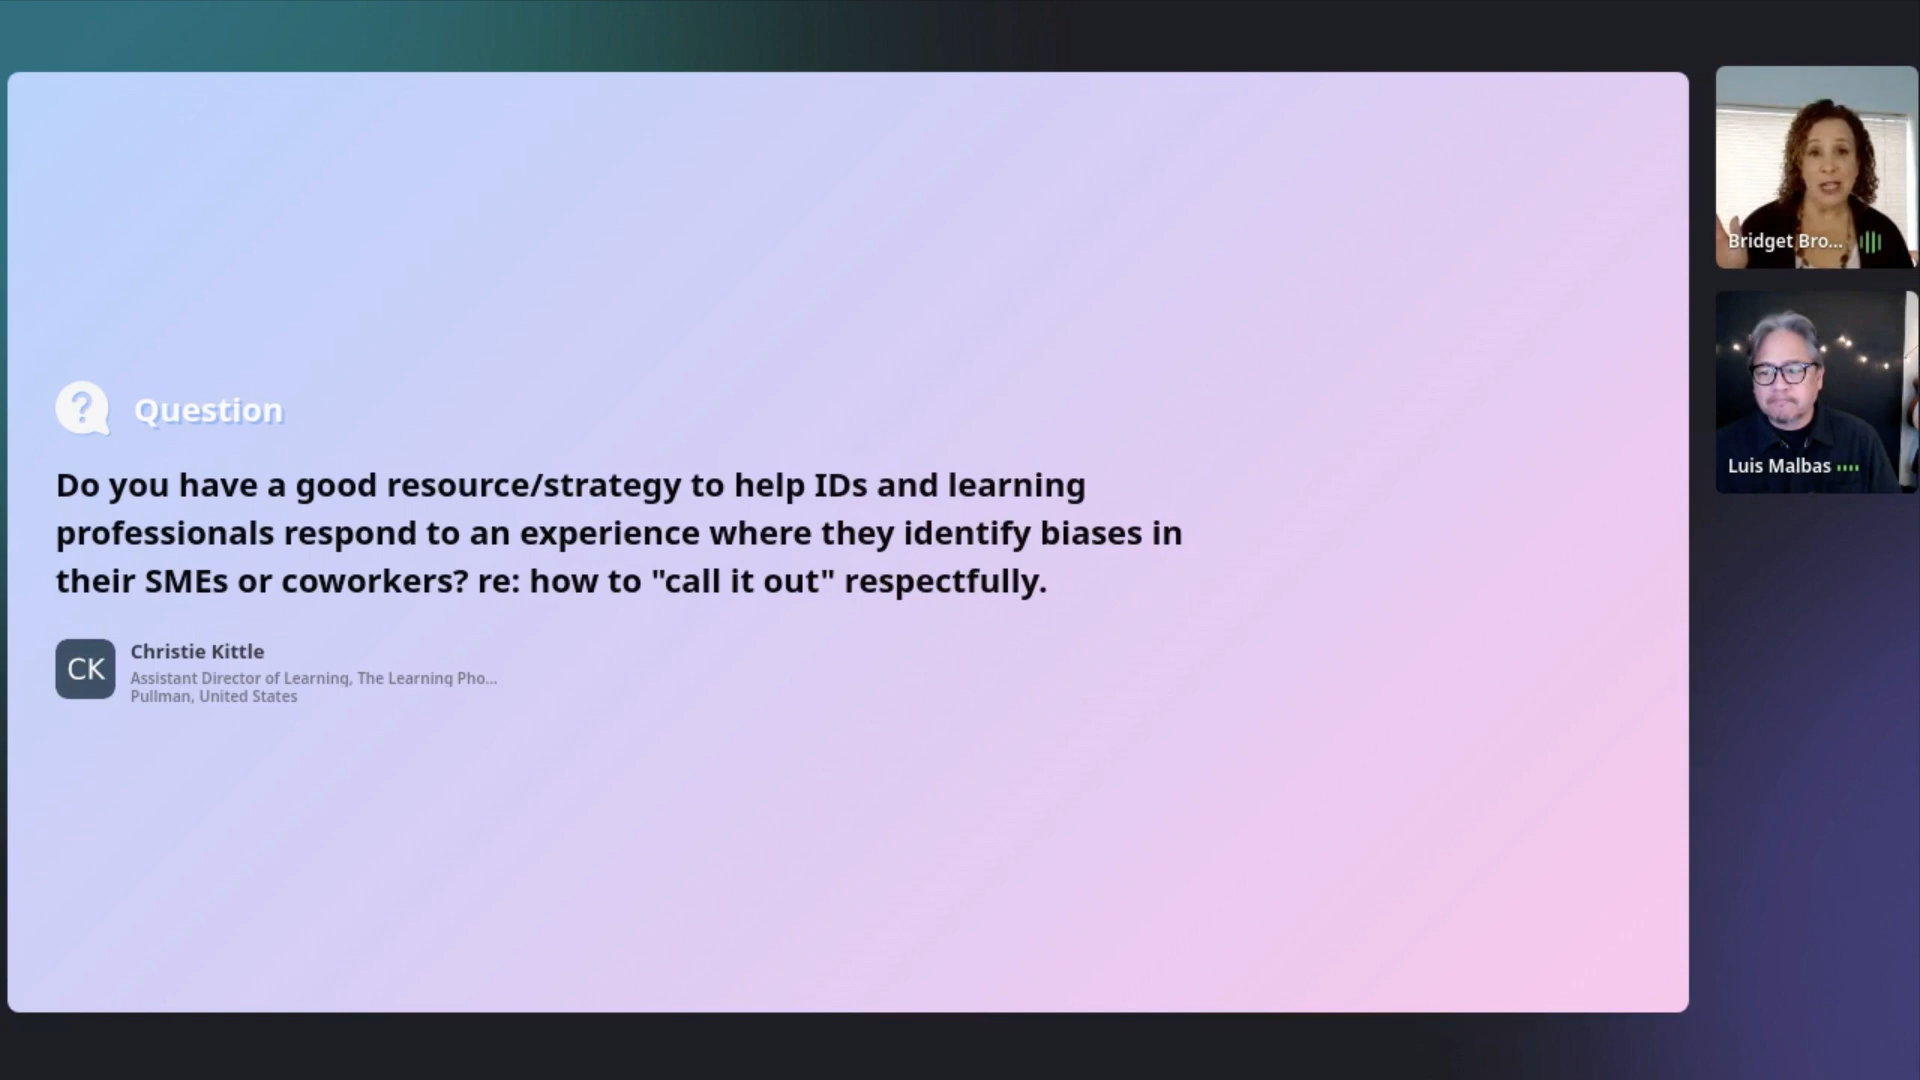 Question
Do you have a good resource/strategy to help IDs and learning
professionals respond to an experience where they identify biases in
their SMEs or coworkers? re: how to "call it out" respectfully.
CK
Christie Kittle
Assistant Director of Learning, The Learning Pho...
Pullman, United States
Bridget Bro...
Luis Malbas